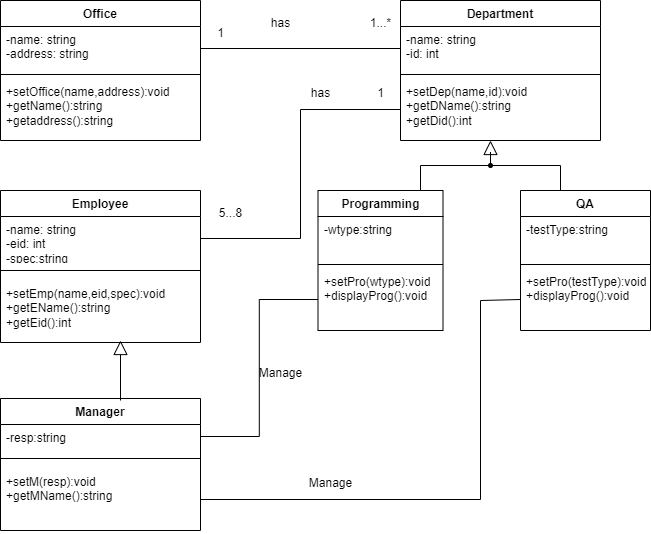 Office
-name: string
-address: string
+setOffice(name,address):void
+getName():string
+getaddress():string
has
1
1...*
Department
-name: string
-id: int
+setDep(name,id):void
+getDName():string
+getDid():int
has
1
5...8
Employee
-name: string
-eid: int
-spec:string
+setEmp(name,eid,spec):void
+getEName():string
+getEid():int
Programming
-wtype:string
+setPro(wtype):void
+displayProg():void
QA
-testType:string
+setPro(testType):void
+displayProg():void
Manage
Manager
-resp:string
+setM(resp):void
+getMName():string
Manage